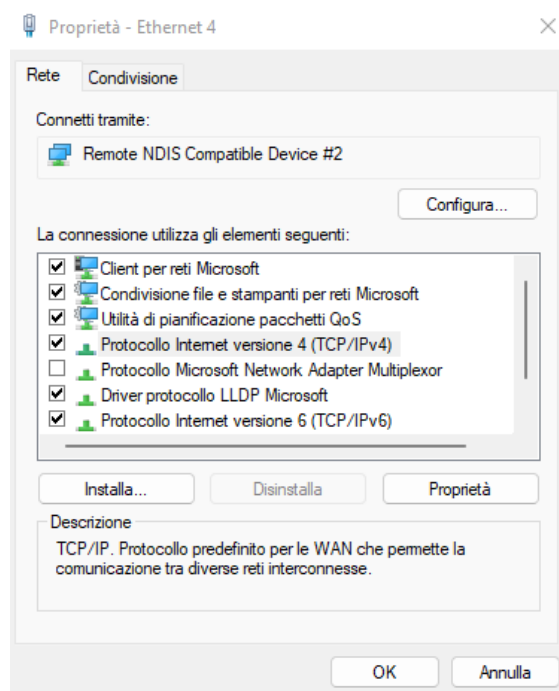 Proprietà - Ethernet 4
Rete
Condivisione
Connetti tramite:
Remote NDIS Compatible Device #2
Configura...
La connessione utilizza gli elementi seguenti:
Client per reti Microsoft
Condivisione file e stampanti per reti Microsoft
Utilità di pianificazione pacchetti QoS
Protocollo Internet versione 4 (TCP/IPv4)
Protocollo Microsoft Network Adapter Multiplexor
Driver protocollo LLDP Microsoft
Protocollo Internet versione 6 (TCP/IPv6)
Installa...
Disinstalla
Proprietà
Descrizione
TCP/IP. Protocollo predefinito per le WAN che permette la
comunicazione tra diverse reti interconnesse.
OK
Annulla